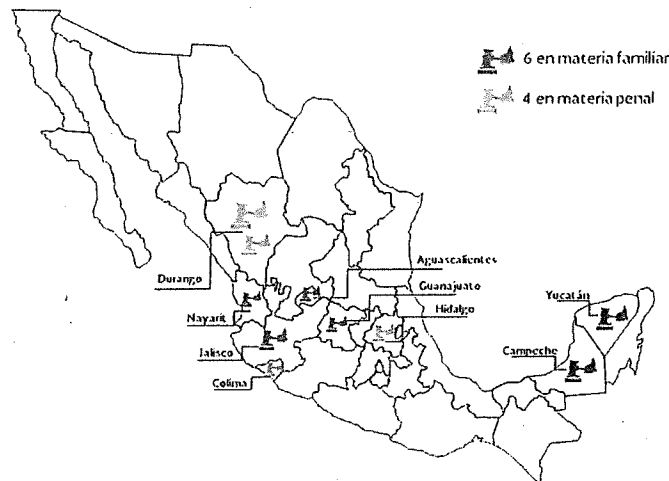 6 en materia familiar
4 en materia penal
Aguascalientes
Guanajuato
Durango
Hidalgo
Yucatán
Nayarit
Jalisco
Campeche
Colima